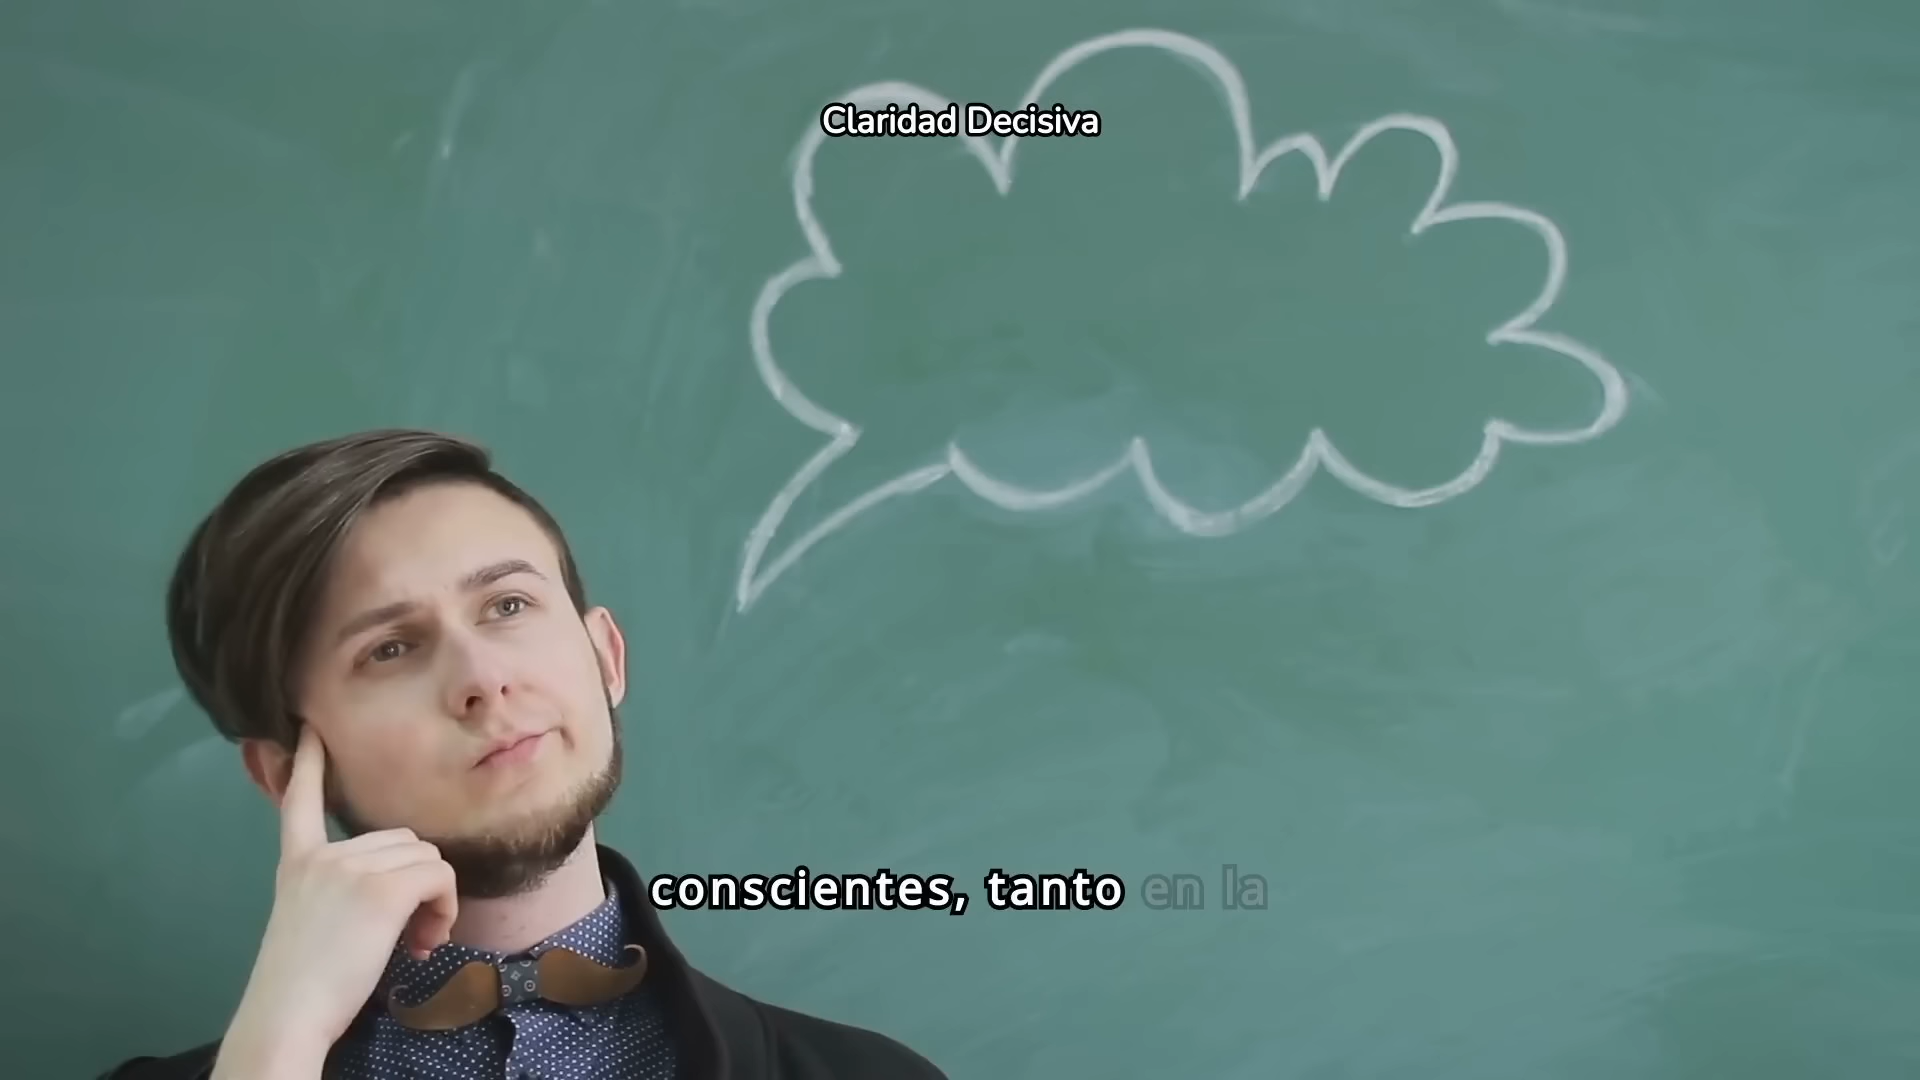 Claridad Decisiva
conscientes, tanto en la